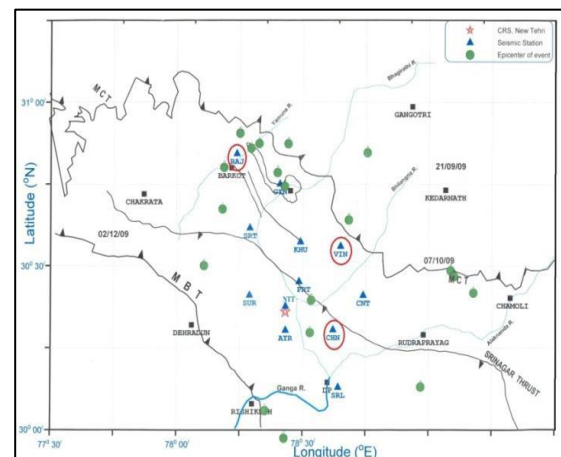 CRS, New Tehri
Seismic Station
Epicenter of event
MCT
31° 00'
Bhagirathi R.
GANGOTRI
Yamuna R.
RAJ
BARKOT
21/09/09
GYN
Bhilangna R.
KEDARNATH
CHAKRATA
Latitude (°N)
02/12/09
SRT
KHU
VIN
07/10/09
30° 30'
MCT
PRT
MBT
SUR
NTT
CNT
CHAMOLI
Alaknanda R.
DEHRADUN
AYR
CHN
RUDRAPRAYAG
SRINAGAR THRUST
DP
Ganga R.
SRL
RISHIKESH
30° 00'
77° 30'
78° 00'
78° 30'
Longitude (°E)